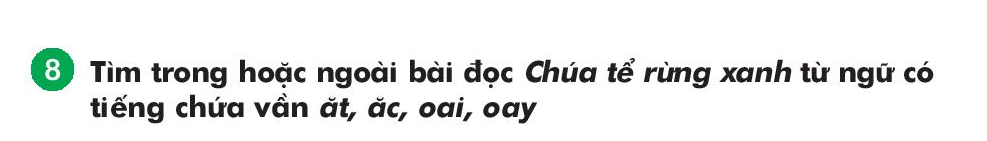 8 Tìm trong hoặc ngoài bài đọc Chúa tể rừng xanh từ ngữ có
tiếng chứa vần ăt, ăc, oai, oay